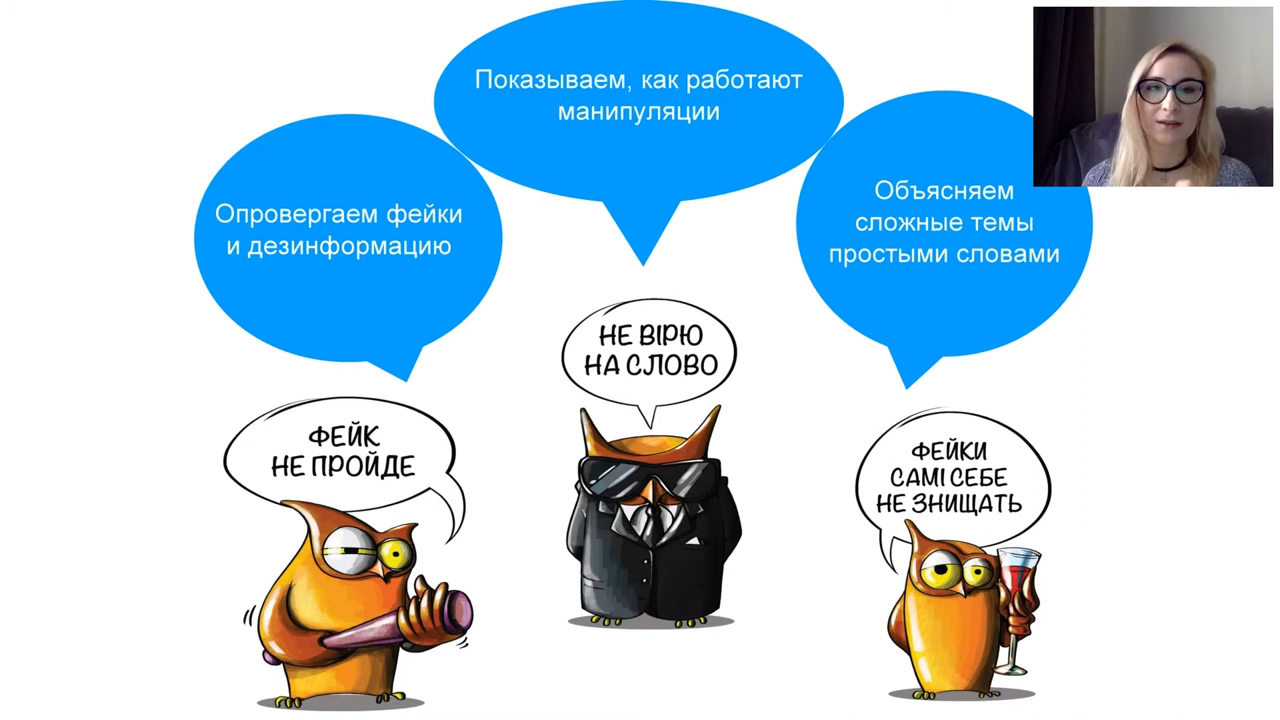 Показываем, как работают
манипуляции
Опровергаем фейки
и дезинформацию
Объясняем
сложные темы
простыми словами
НЕ ВІРЮ
НА СЛОВО
ФЕЙК
НЕ ПРОЙДЕ
ФЕЙКИ
САМІ СЕБЕ
НЕ ЗНИЩАТЬ